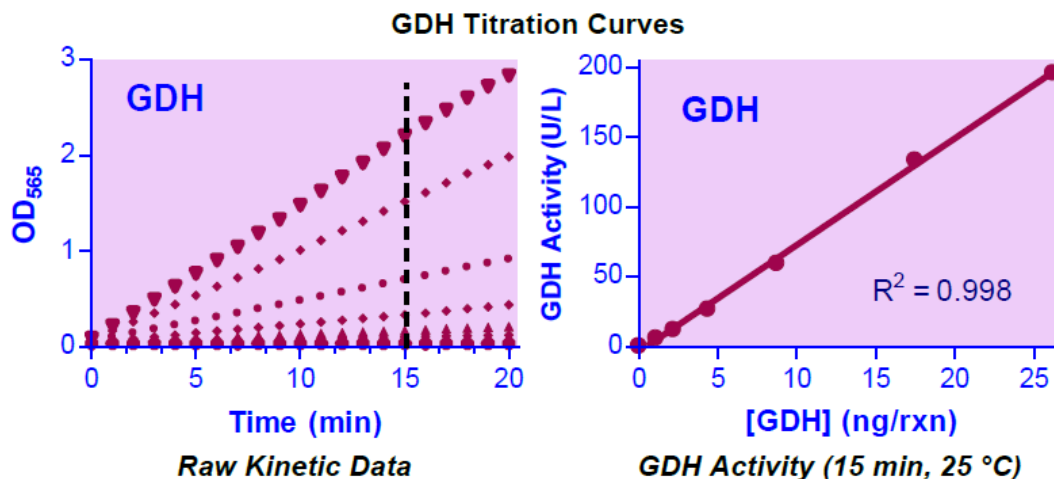 GDH Titration Curves
GDH
OD565
3
2
1
0
0 5 10 15 20
Time (min)
Raw Kinetic Data
GDH
GDH Activity (U/L)
200
150
100
50
0
R² = 0.998
0 5 10 15 20 25
[GDH] (ng/rxn)
GDH Activity (15 min, 25 °C)